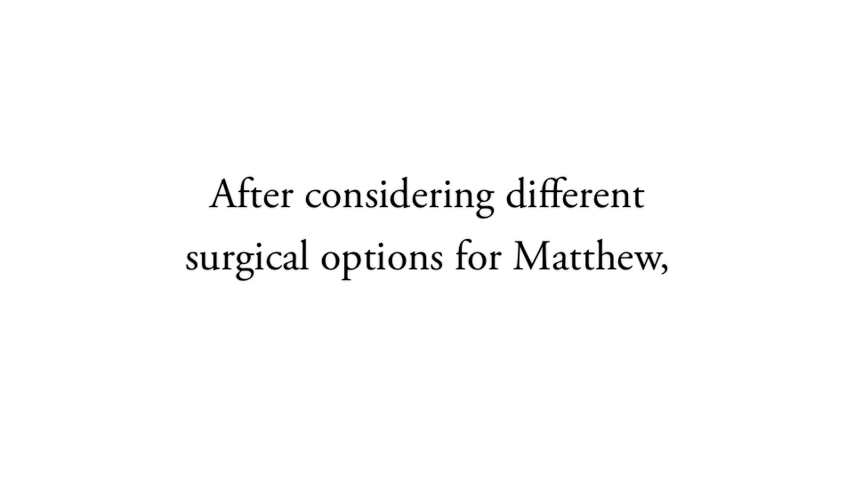 After considering different
surgical options for Matthew,